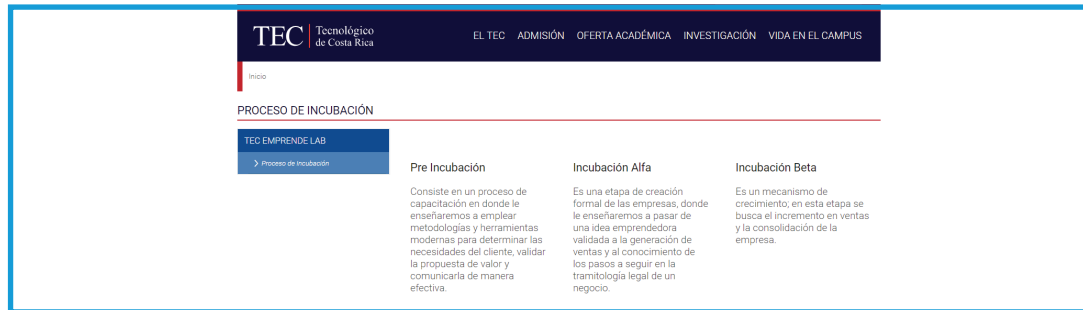 TEC Tecnológico
de Costa Rica
EL TEC ADMISIÓN OFERTA ACADÉMICA INVESTIGACIÓN VIDA EN EL CAMPUS
Inicio
PROCESO DE INCUBACIÓN
TEC EMPRENDE LAB
Proceso de Incubación
Pre Incubación
Consiste en un proceso de
capacitación en donde le
enseñaremos a emplear
metodologías y herramientas
modernas para determinar las
necesidades del cliente, validar
la propuesta de valor y
comunicarla de manera
efectiva.
Incubación Alfa
Es una etapa de creación
formal de las empresas, donde
le enseñaremos a pasar de
una idea emprendedora
validada a la generación de
ventas y al conocimiento de
los pasos a seguir en la
tramitología legal de un
negocio.
Incubación Beta
Es un mecanismo de
crecimiento; en esta etapa se
busca el incremento en ventas
y la consolidación de la
empresa.